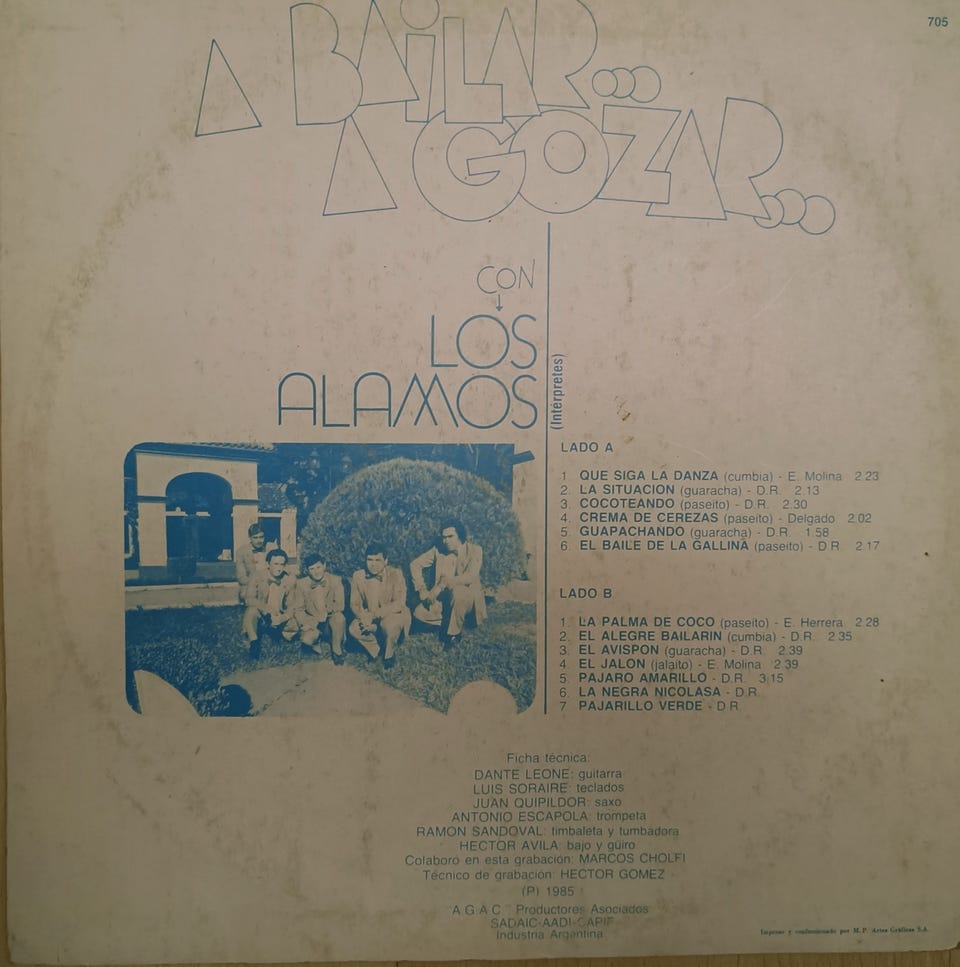 705
A BAILAR...
A GOZAR...
CON
LOS
ALAMOS
(Intérpretes)
LADO A
1. QUE SIGA LA DANZA (cumbia) - E. Molina 2.23
2. LA SITUACION (guaracha) - D.R. 2.13
3. COCOTEANDO (paseito) - D.R. 2.30
4. CREMA DE CEREZAS (paseito) - Delgado 2.02
5. GUAPACHANDO (guaracha) - D.R. 1.58
6. EL BAILE DE LA GALLINA (paseito) - D.R. 2.17
LADO B
1. LA PALMA DE COCO (paseito) - E. Herrera 2.28
2. EL ALEGRE BAILARIN (cumbia) - D.R. 2.35
3. EL AVISPON (guaracha) - D.R. 2.39
4. EL JALON (jalaito) - E. Molina 2.39
5. PAJARO AMARILLO - D.R. 3.15
6. LA NEGRA NICOLASA - D.R.
7 PAJARILLO VERDE - D.R.
Ficha técnica:
DANTE LEONE: guitarra
LUIS SORAIRE: teclados
JUAN QUIPILDOR: saxo
ANTONIO ESCAPOLA: trompeta
RAMON SANDOVAL: timbaleta y tumbadora
HECTOR AVILA: bajo y güiro
Colaboró en esta grabación: MARCOS CHOLFI
Técnico de grabación: HECTOR GOMEZ
(P) 1985
"A.G.A.C." Productores Asociados
SADAIC-AADI-CAPIF
Industria Argentina
Impreso y confeccionado por M.P. Artes Gráficas S.A.